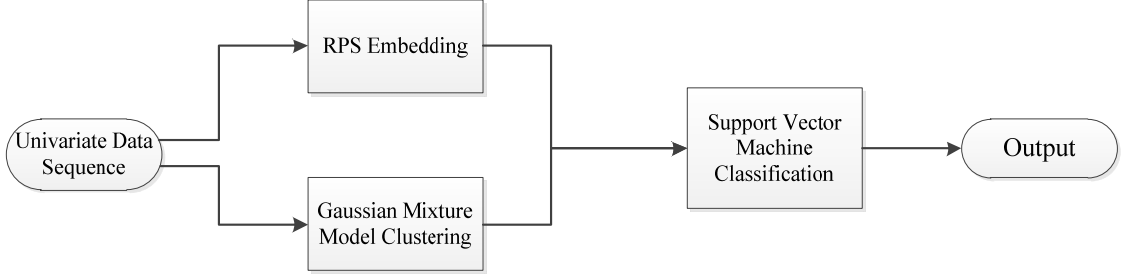 RPS Embedding
Univariate Data
Sequence
Gaussian Mixture
Model Clustering
Support Vector
Machine
Classification
Output